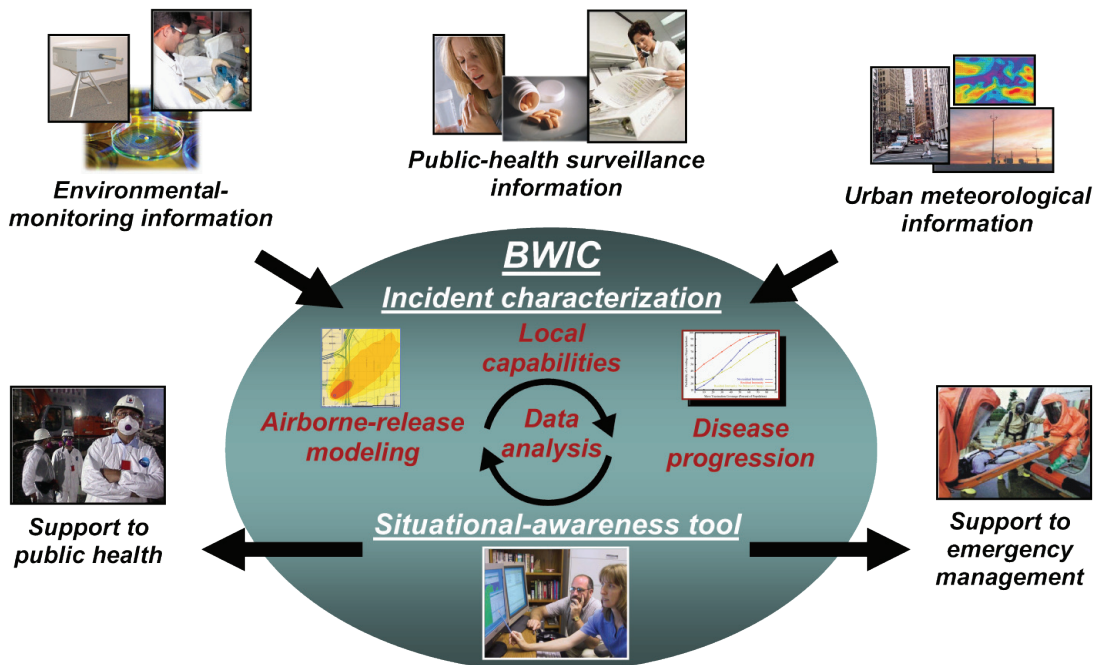 Environmental-
monitoring information
Public-health surveillance
information
Urban meteorological
information
BWIC
Incident characterization
Local
capabilities
Airborne-release
modeling
Data
analysis
Disease
progression
Support to
public health
Situational-awareness tool
Support to
emergency
management